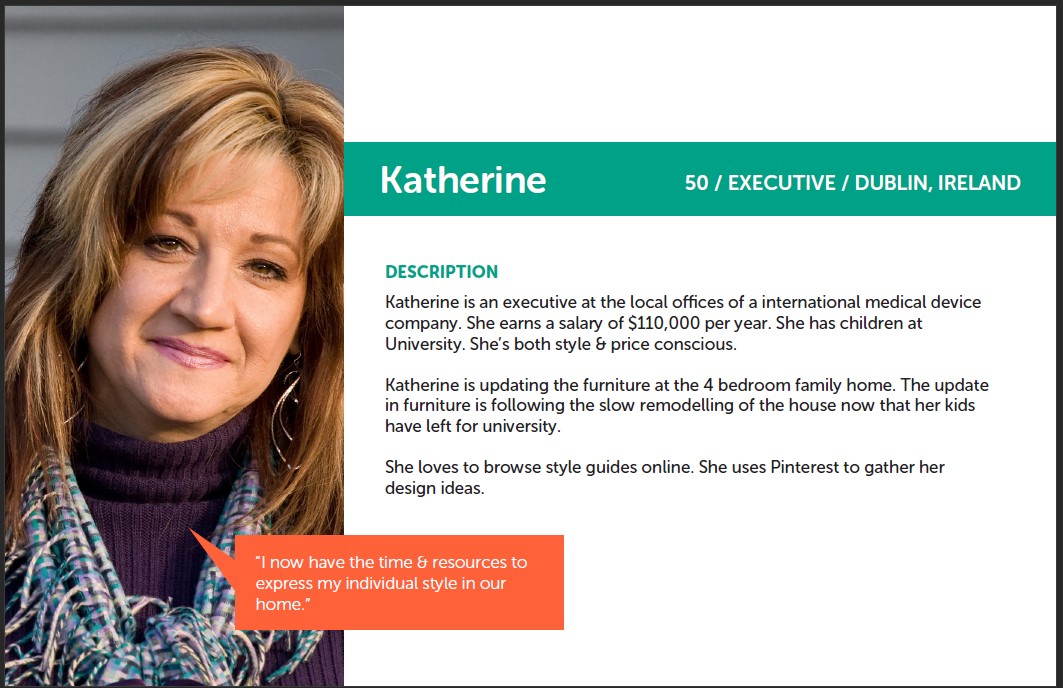 Katherine
50 / EXECUTIVE / DUBLIN, IRELAND
DESCRIPTION
Katherine is an executive at the local offices of a international medical device
company. She earns a salary of $110,000 per year. She has children at
University. She’s both style & price conscious.
Katherine is updating the furniture at the 4 bedroom family home. The update
in furniture is following the slow remodelling of the house now that her kids
have left for university.
She loves to browse style guides online. She uses Pinterest to gather her
design ideas.
“I now have the time & resources to
express my individual style in our
home.”